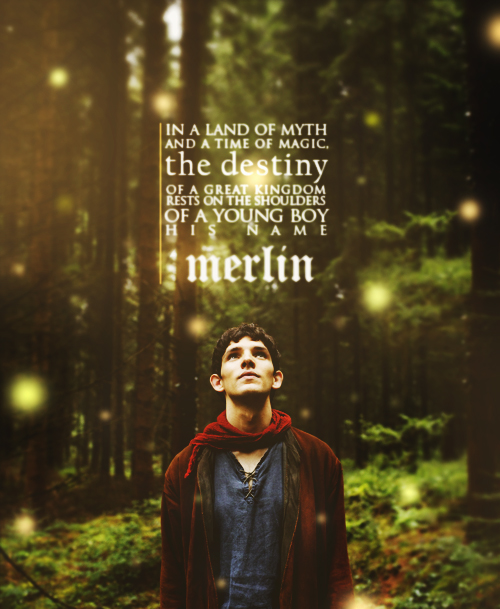 IN A LAND OF MYTH
AND A TIME OF MAGIC,
the destiny
OF A GREAT KINGDOM
RESTS ON THE SHOULDERS
OF A YOUNG BOY
HIS NAME
merlin